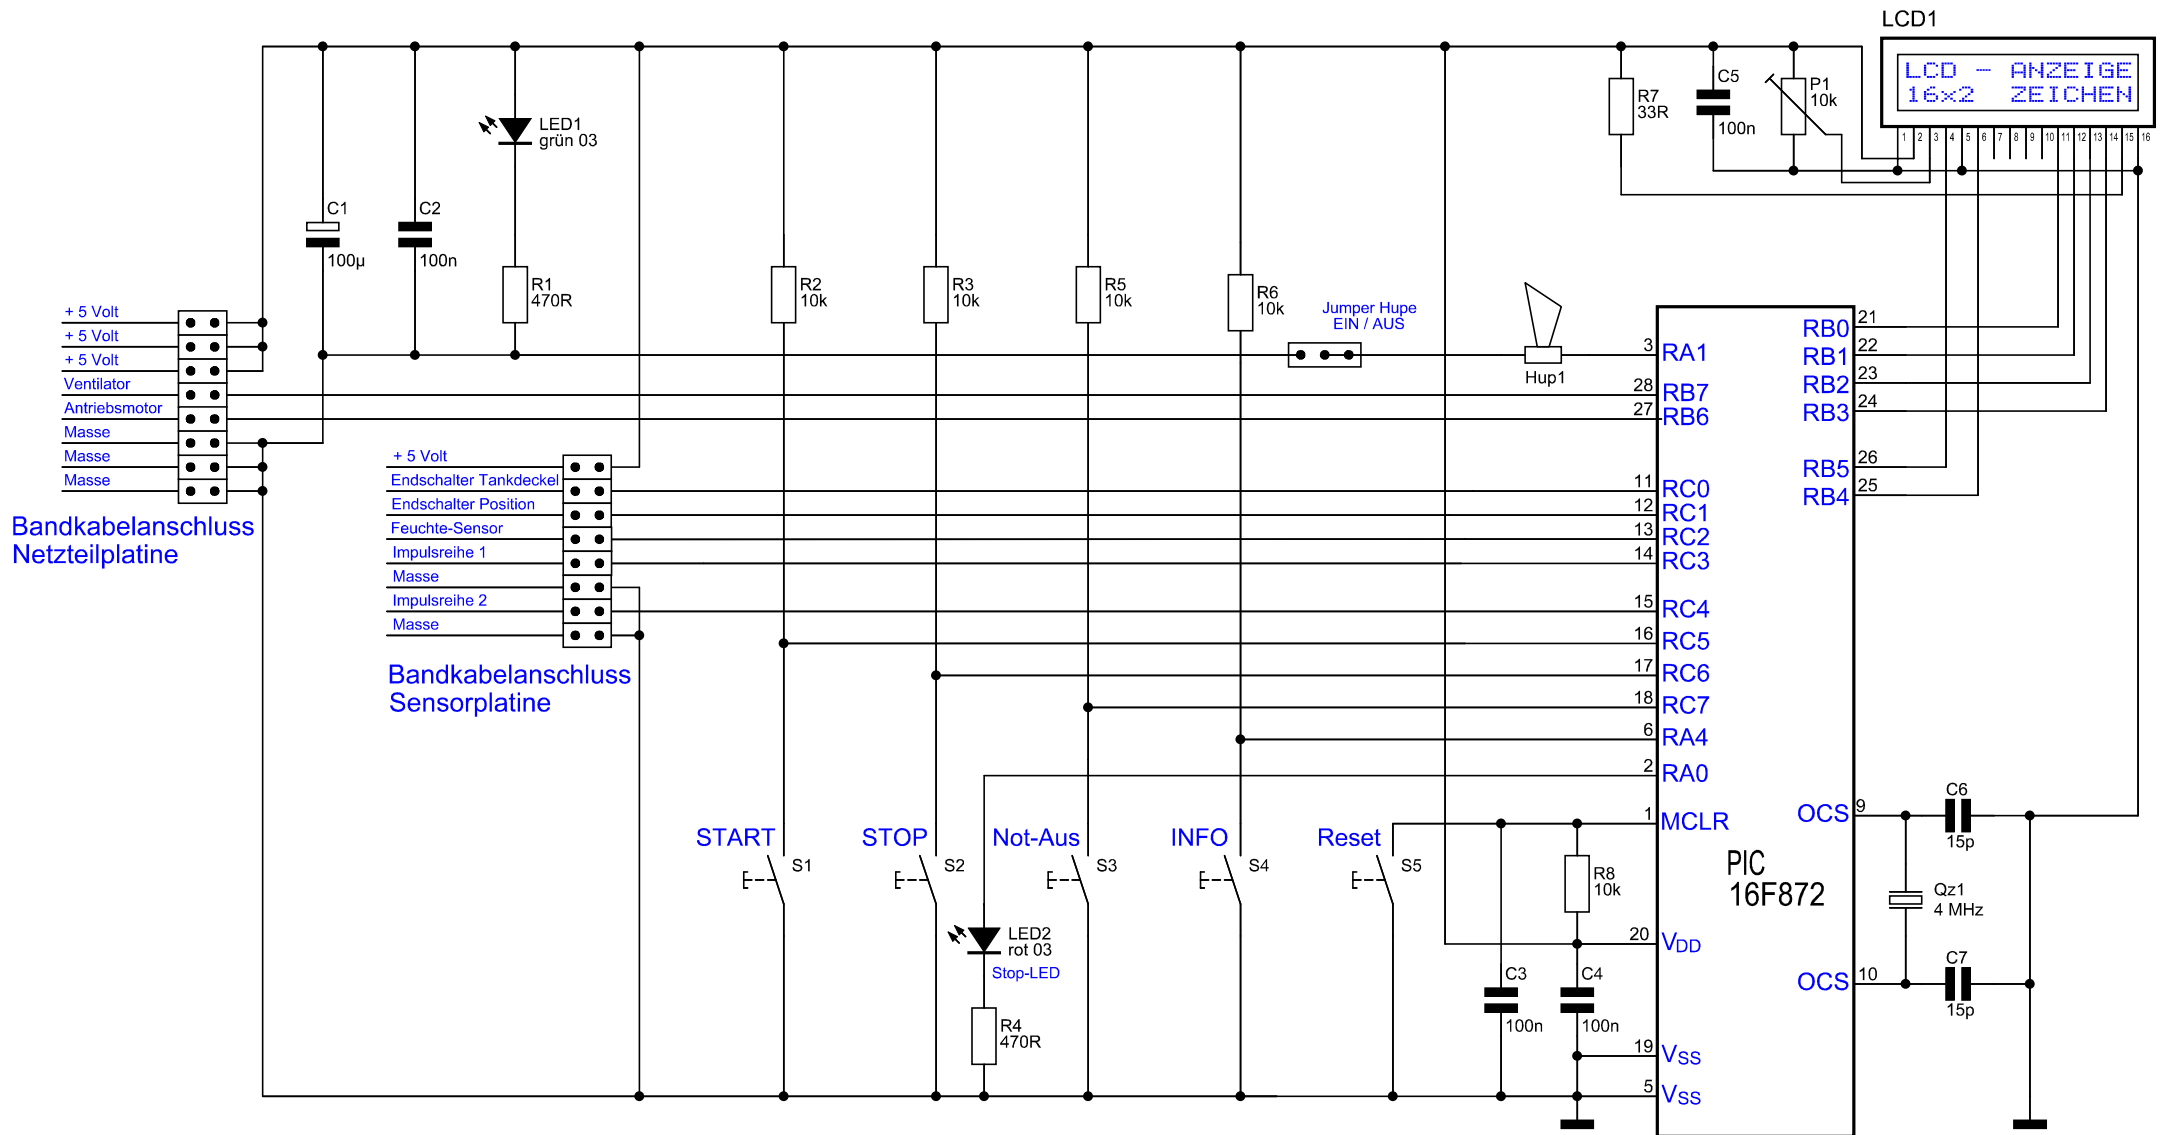 LCD1
LCD - ANZEIGE
16x2 ZEICHEN
1 2 3 4 5 6 7 8 9 10 11 12 13 14 15 16
C5
100n
P1
10k
R7
33R
LED1
grün 03
C1
100µ
C2
100n
R1
470R
R2
10k
R3
10k
R5
10k
R6
10k
Jumper Hupe
EIN / AUS
Hup1
+ 5 Volt
+ 5 Volt
+ 5 Volt
Ventilator
Antriebsmotor
Masse
Masse
Masse
Bandkabelanschluss
Netzteilplatine
+ 5 Volt
Endschalter Tankdeckel
Endschalter Position
Feuchte-Sensor
Impulsreihe 1
Masse
Impulsreihe 2
Masse
Bandkabelanschluss
Sensorplatine
3 RA1
28 RB7
27 RB6
11 RC0
12 RC1
13 RC2
14 RC3
15 RC4
16 RC5
17 RC6
18 RC7
6 RA4
2 RA0
1 MCLR
20 VDD
19 VSS
5 VSS
RB0 21
RB1 22
RB2 23
RB3 24
RB5 26
RB4 25
OCS 9
OCS 10
PIC
16F872
START
S1
STOP
S2
Not-Aus
S3
INFO
S4
Reset
S5
LED2
rot 03
Stop-LED
R4
470R
R8
10k
C3
100n
C4
100n
C6
15p
Qz1
4 MHz
C7
15p